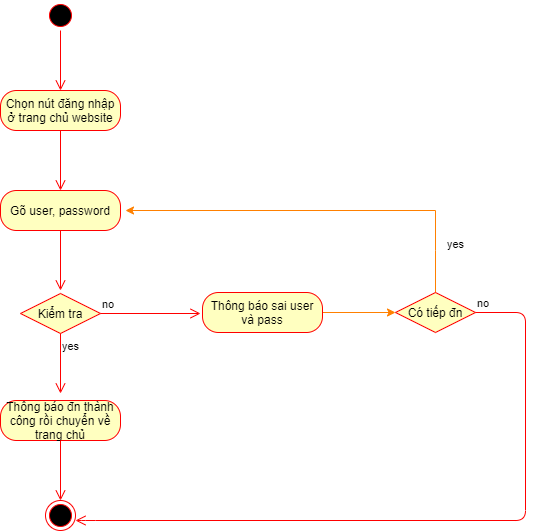 Chọn nút đăng nhập
ở trang chủ website
Gõ user, password
yes
Kiểm tra
no
Thông báo sai user
và pass
Có tiếp đn
no
yes
Thông báo đn thành
công rồi chuyển về
trang chủ